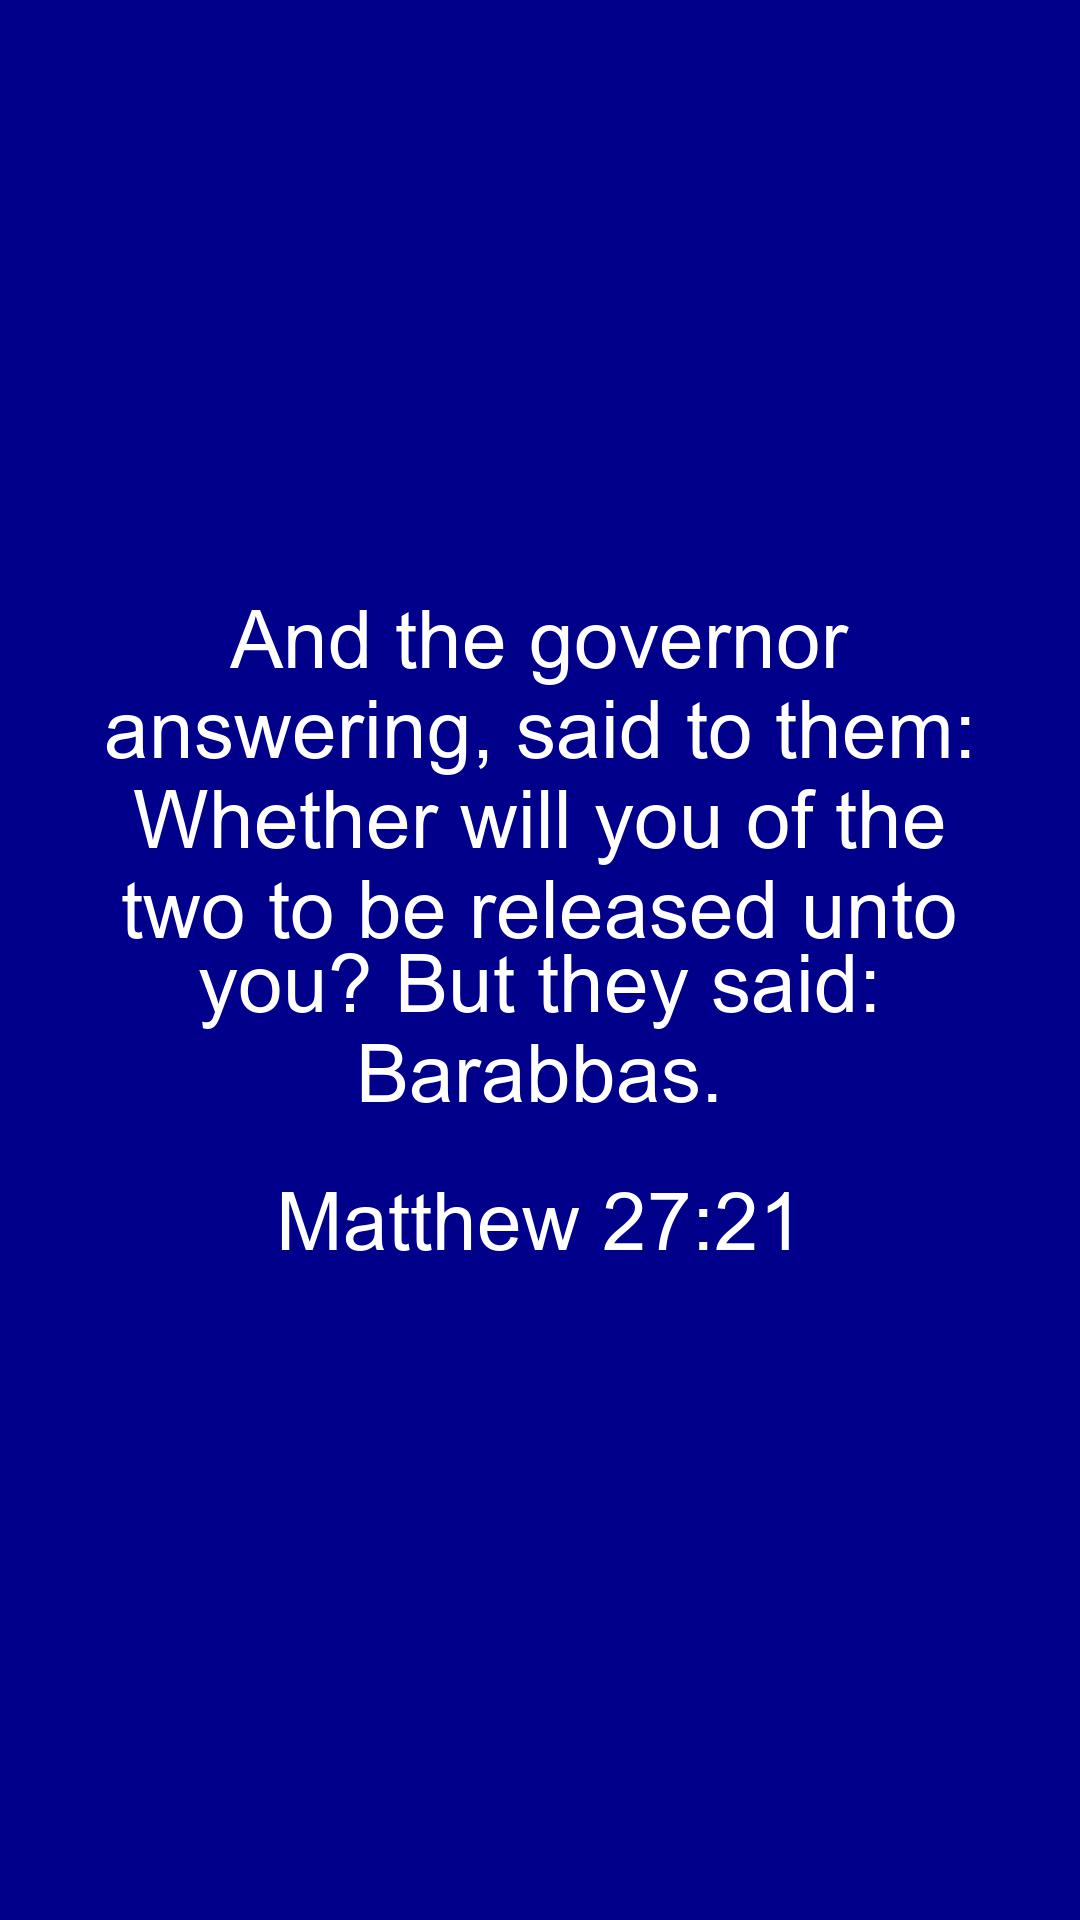 And the governor
answering, said to them:
Whether will you of the
two to be released unto
you? But they said:
Barabbas.
Matthew 27:21